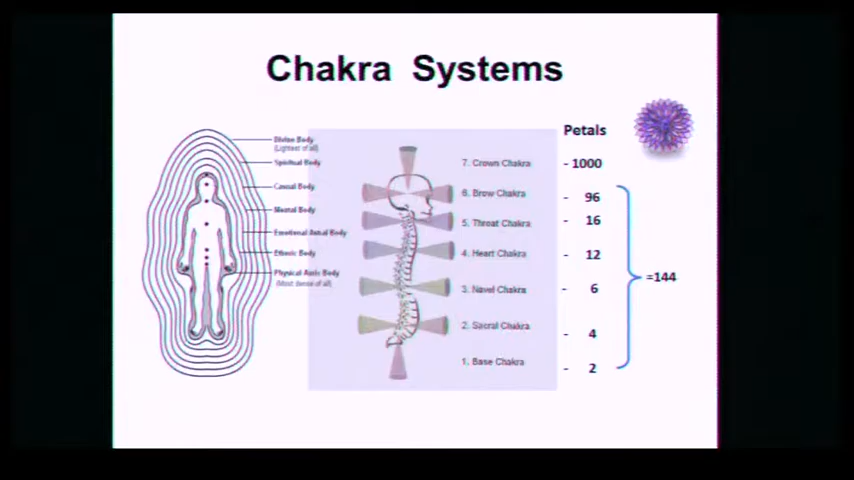 Chakra Systems
Divine Body
(Lightest of all)
Spiritual Body
Causal Body
Mental Body
Emotional Astral Body
Etheric Body
Physical Auric Body
(Most dense of all)
7. Crown Chakra
6. Brow Chakra
5. Throat Chakra
4. Heart Chakra
3. Navel Chakra
2. Sacral Chakra
1. Base Chakra
Petals
- 1000
- 96
- 16
- 12
- 6
- 4
- 2
=144